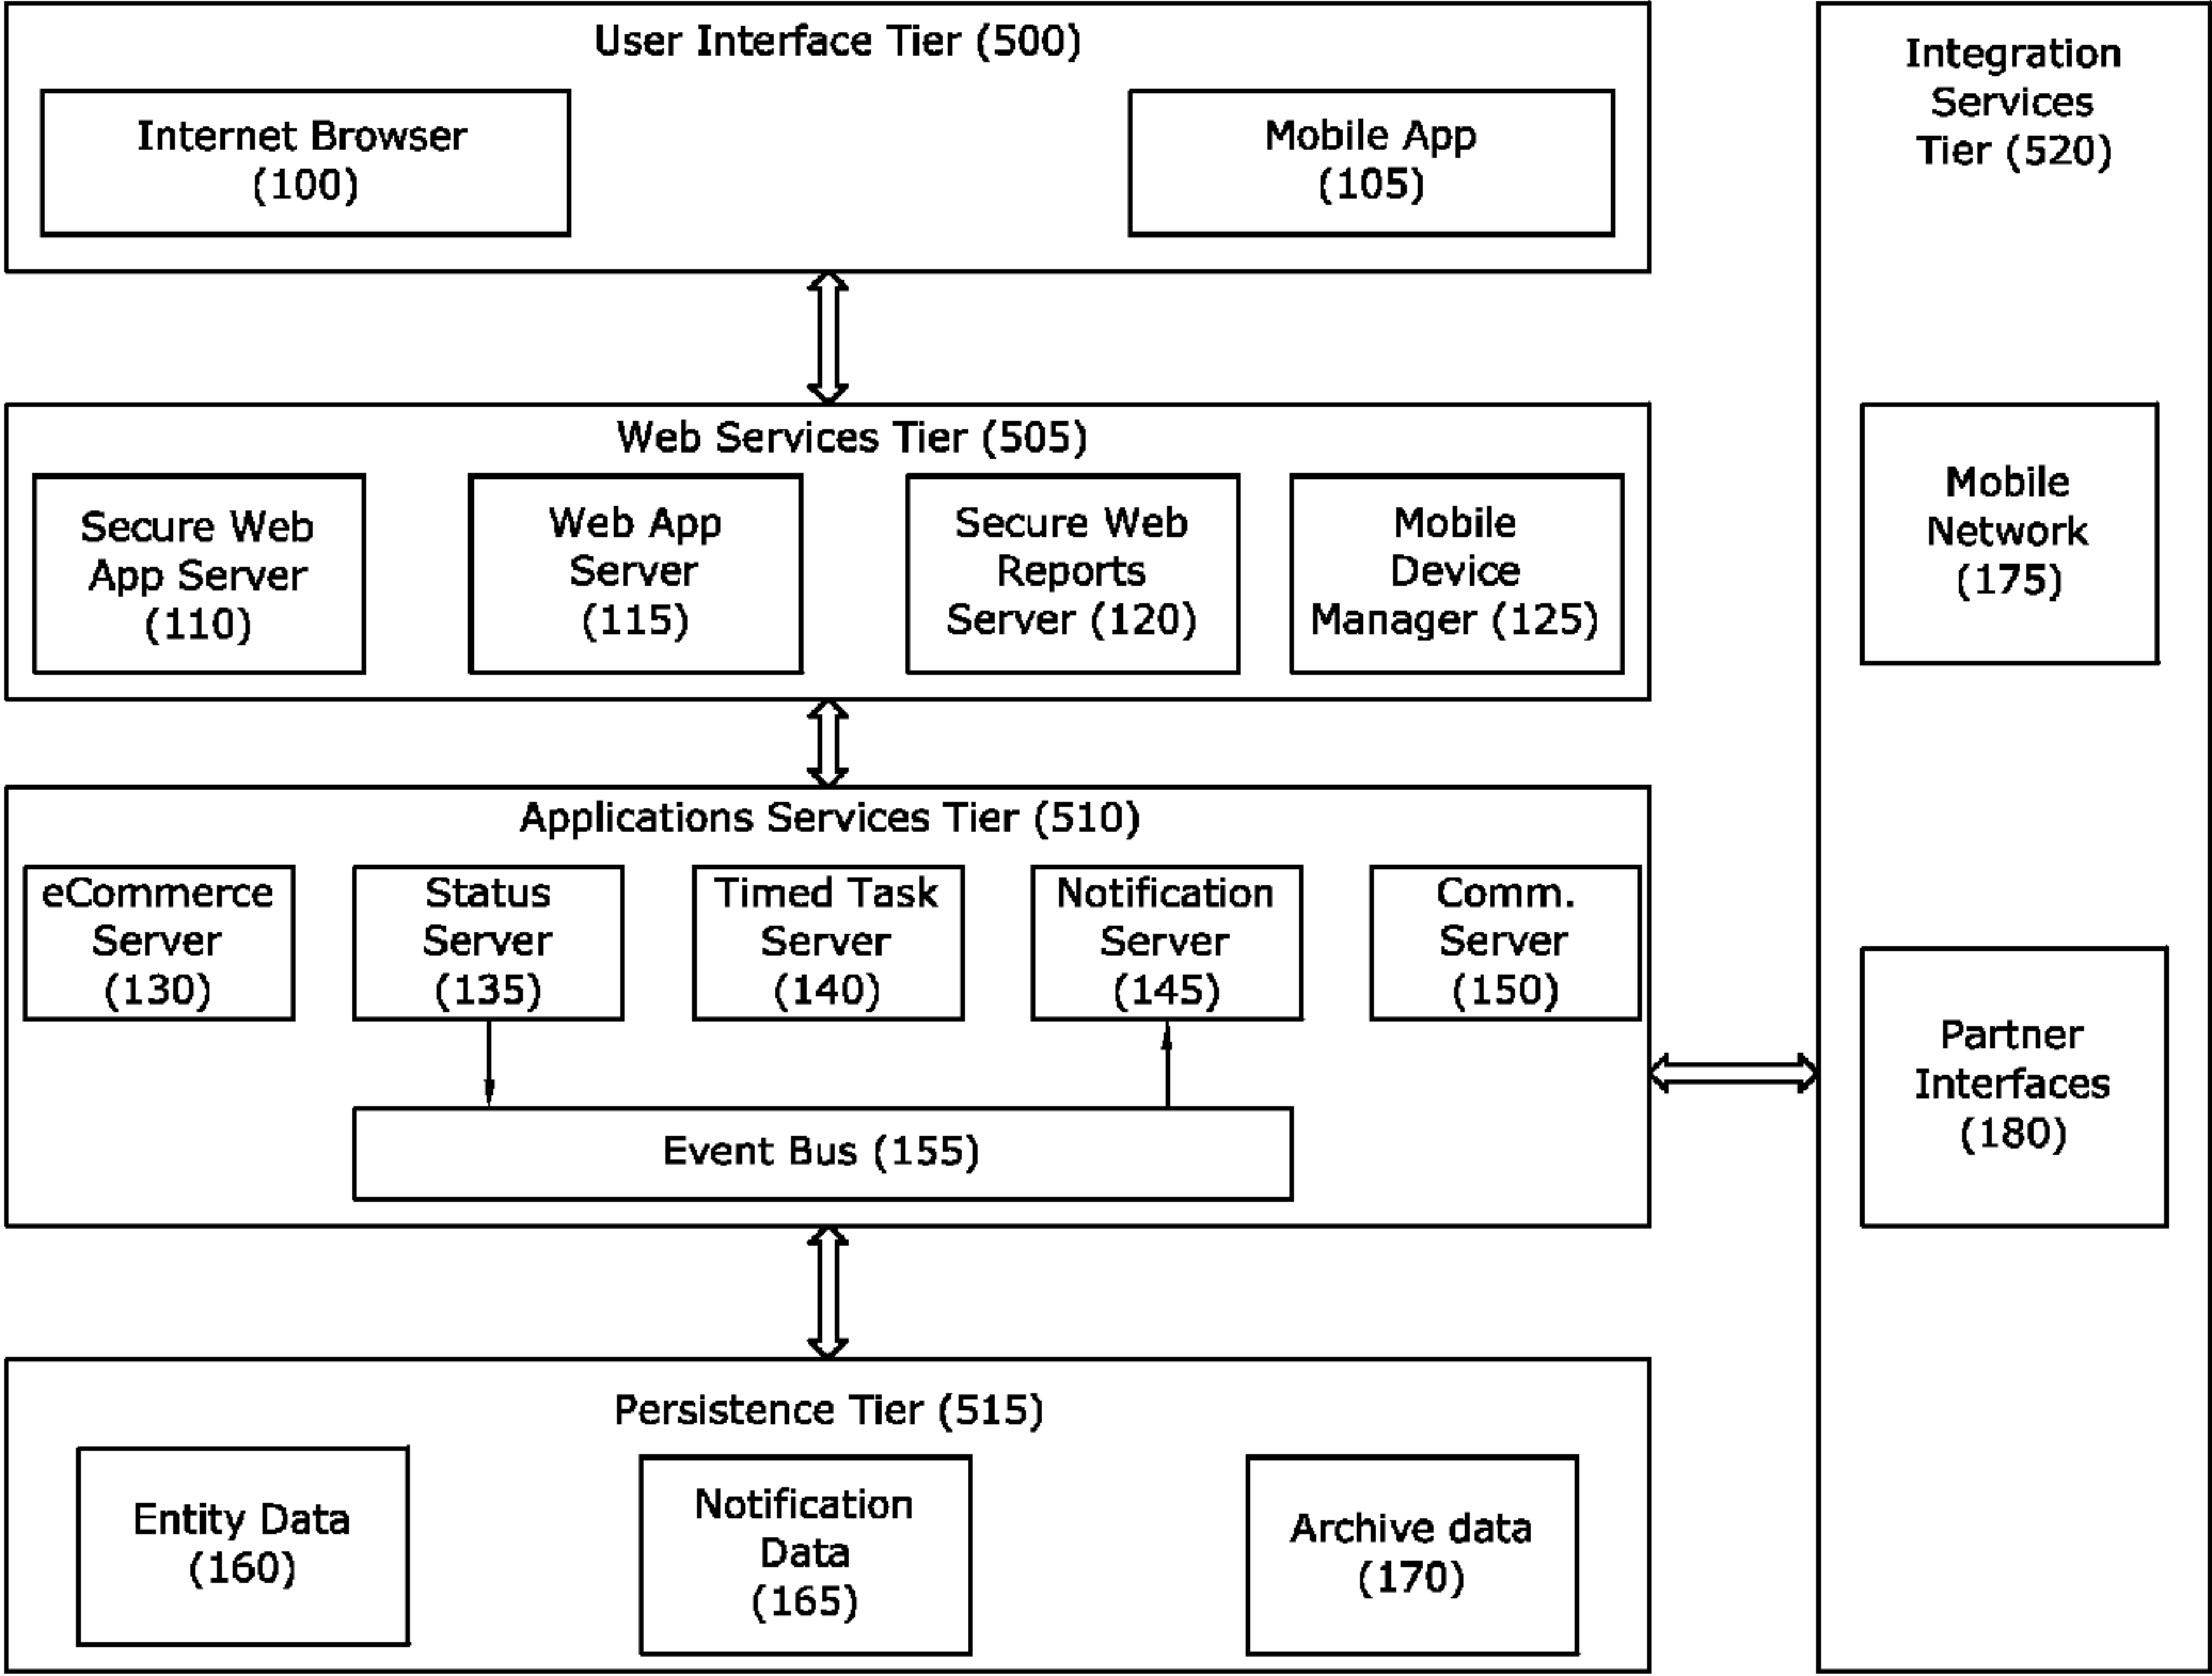 User Interface Tier (500)
Internet Browser
(100)
Mobile App
(105)
Integration
Services
Tier (520)
Web Services Tier (505)
Secure Web
App Server
(110)
Web App
Server
(115)
Secure Web
Reports
Server (120)
Mobile
Device
Manager (125)
Mobile
Network
(175)
Applications Services Tier (510)
eCommerce
Server
(130)
Status
Server
(135)
Timed Task
Server
(140)
Notification
Server
(145)
Comm.
Server
(150)
Event Bus (155)
Partner
Interfaces
(180)
Persistence Tier (515)
Entity Data
(160)
Notification
Data
(165)
Archive data
(170)